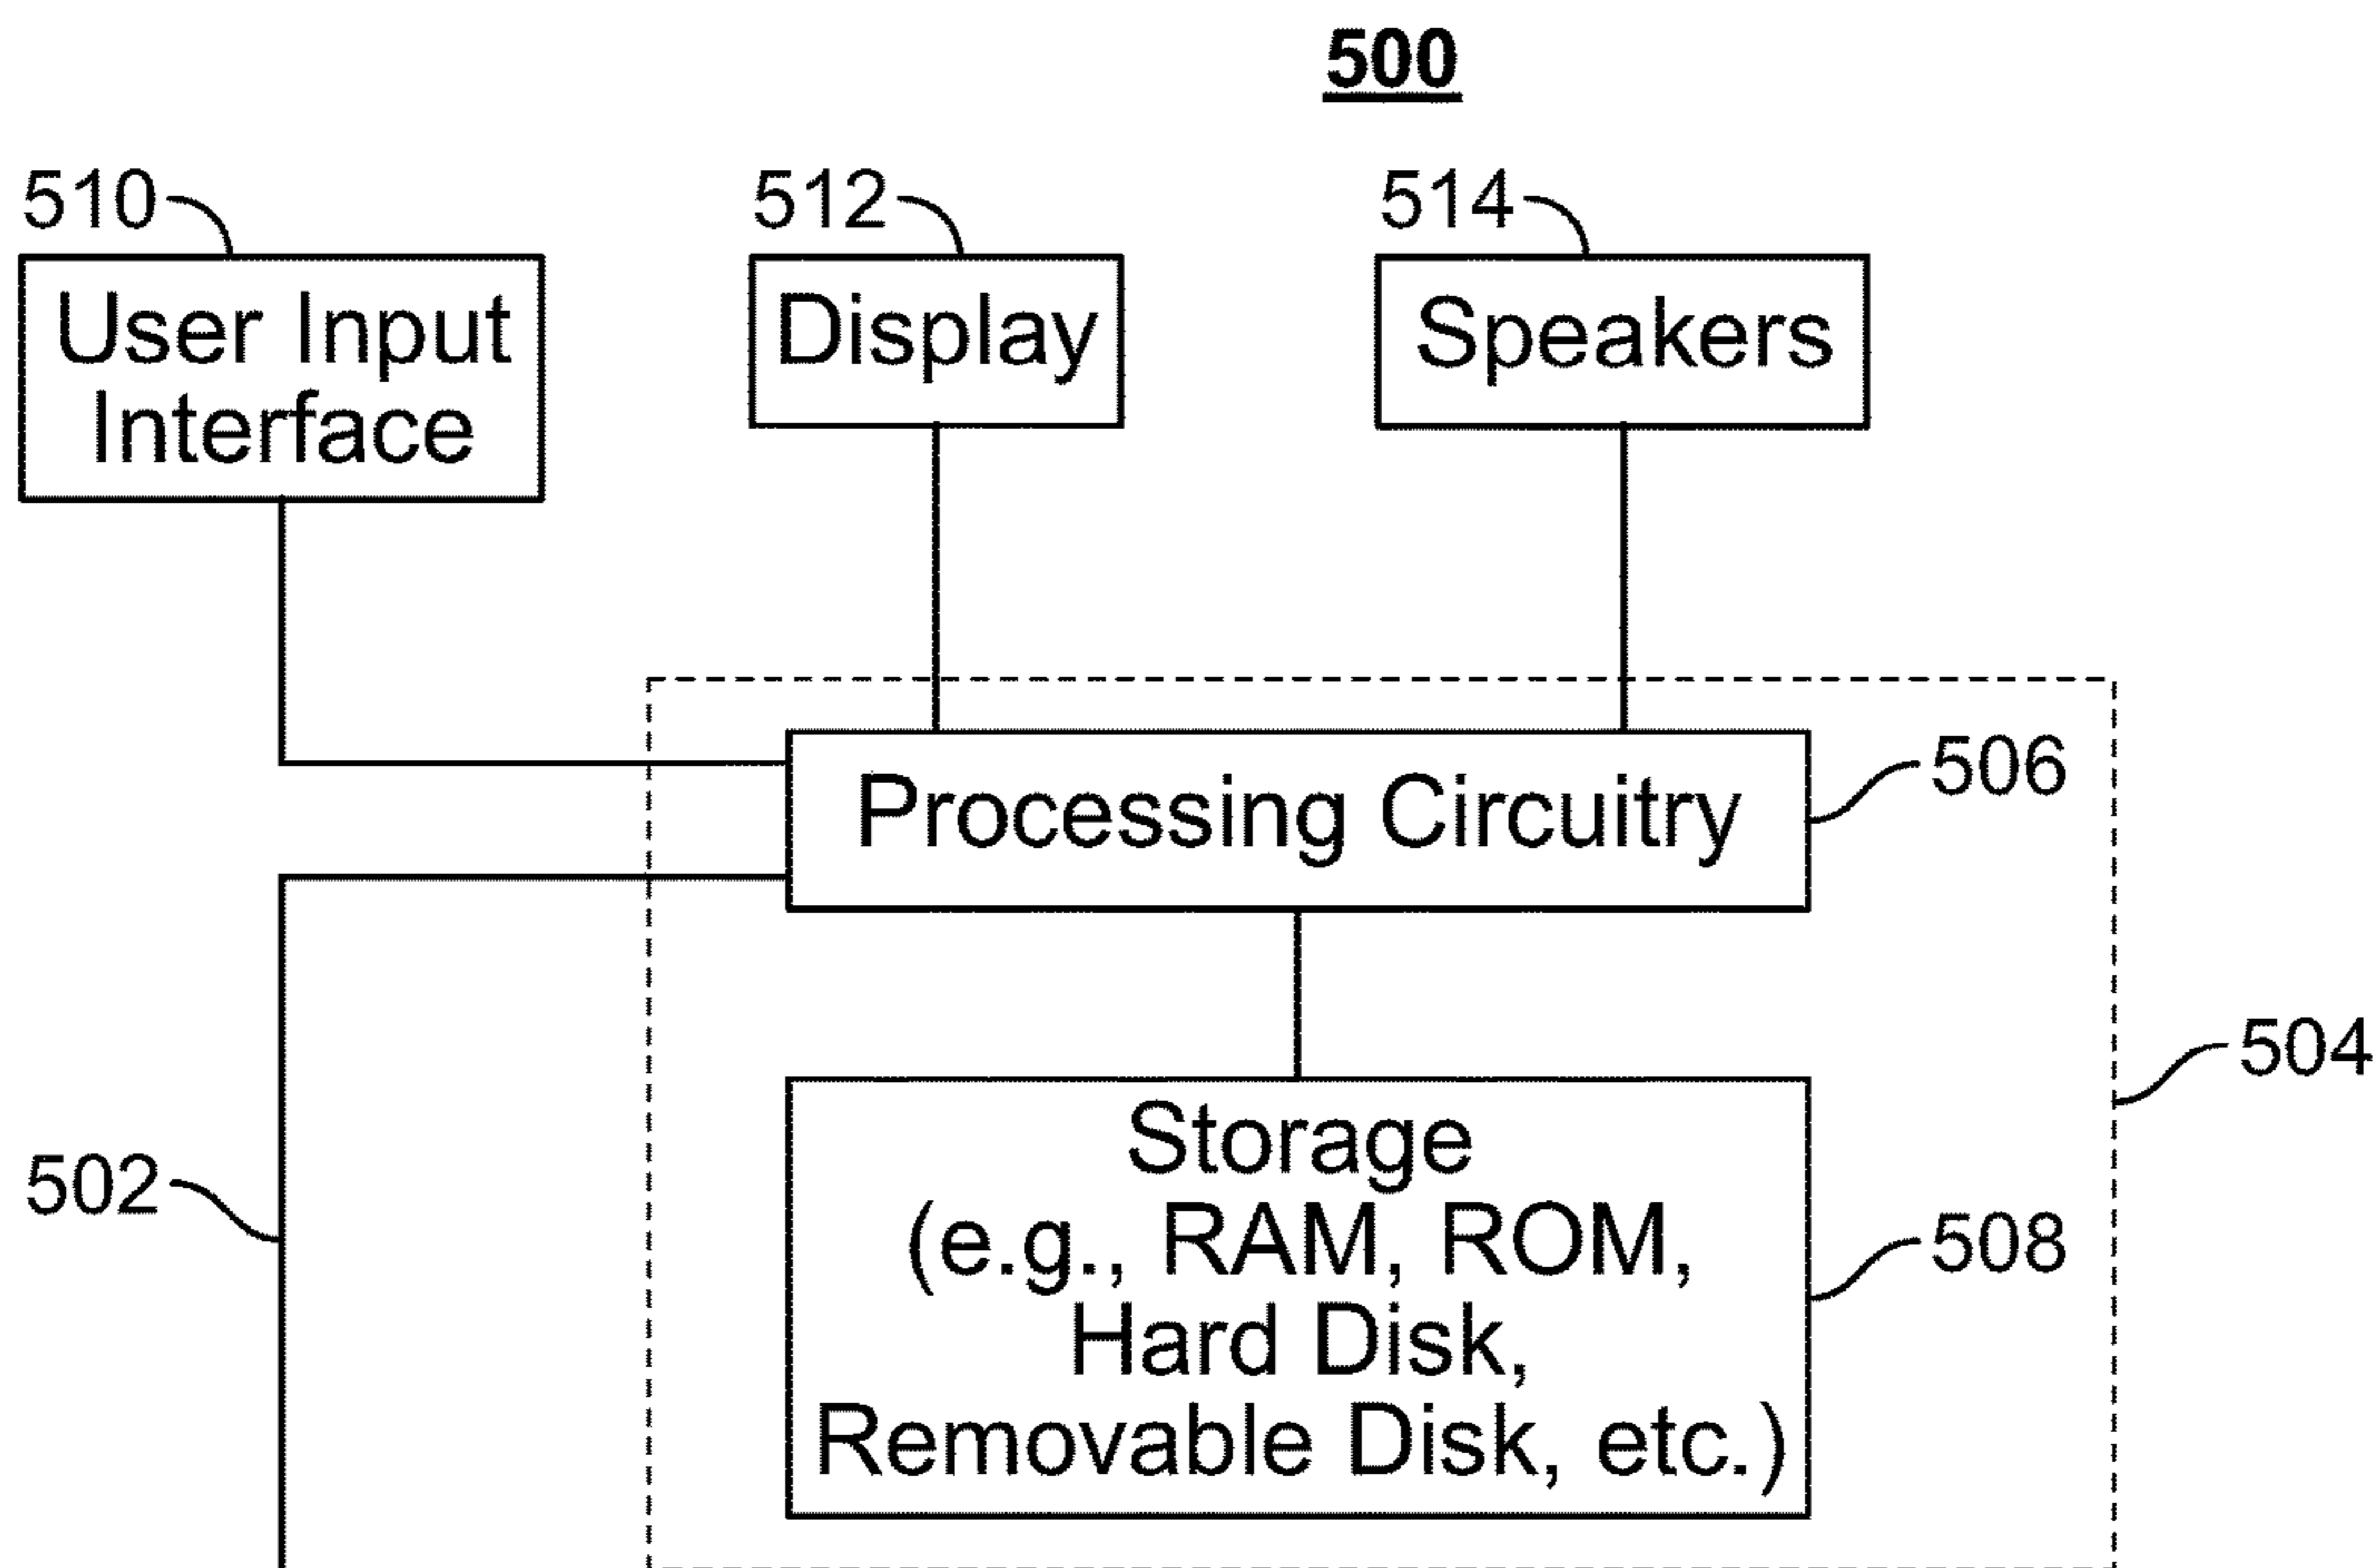 500
510
512
514
User Input
Interface
Display
Speakers
Processing Circuitry
506
504
Storage
(e.g., RAM, ROM,
Hard Disk,
Removable Disk, etc.)
502
508